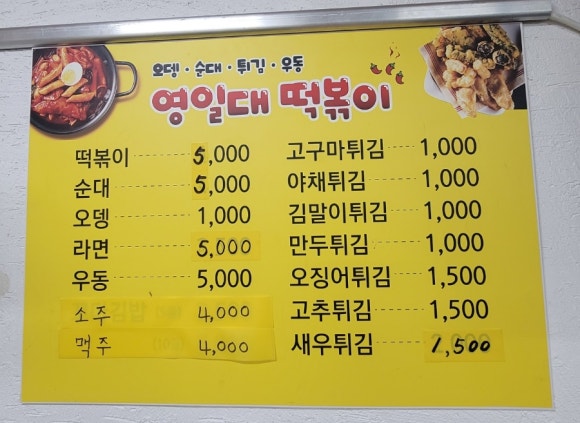 오뎅 · 순대 · 튀김 · 우동
영일대 떡볶이
떡볶이 5,000
순대 5,000
오뎅 1,000
라면 5,000
우동 5,000
소주 4,000
맥주 4,000
고구마튀김 1,000
야채튀김 1,000
김말이튀김 1,000
만두튀김 1,000
오징어튀김 1,500
고추튀김 1,500
새우튀김 1,500